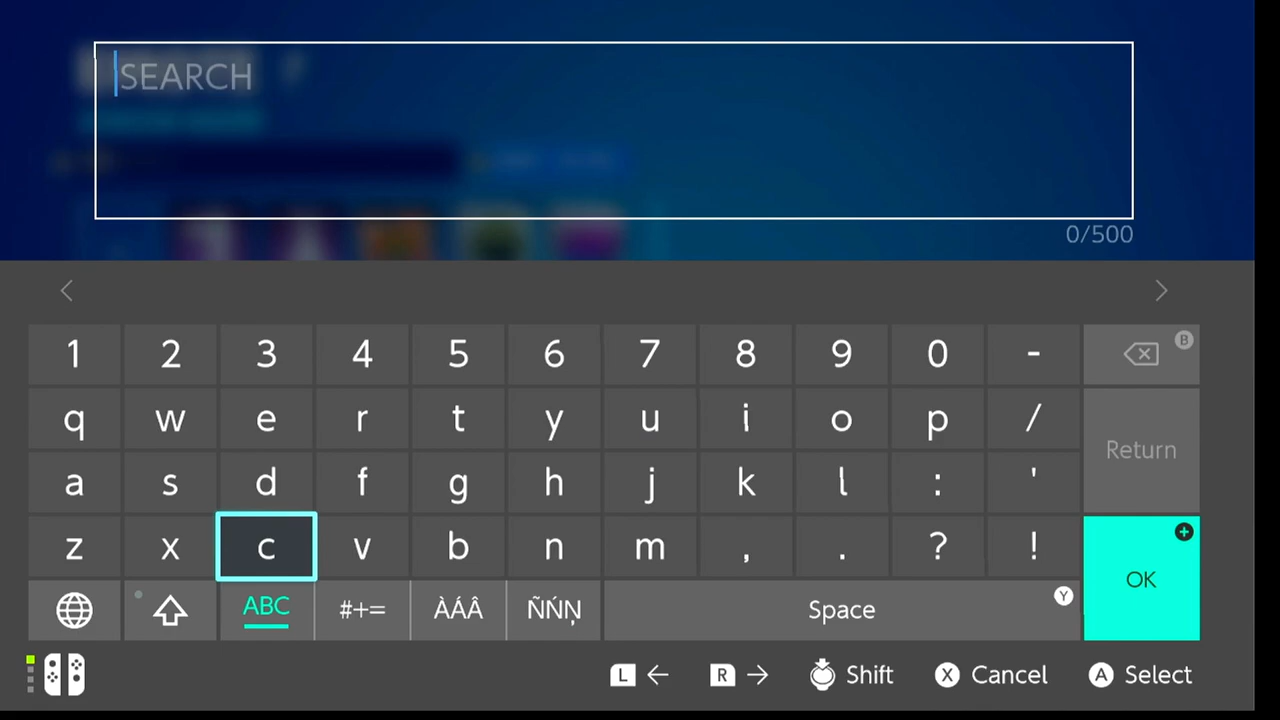 SEARCH
0/500
1 2 3 4 5 6 7 8 9 0 - B
q w e r t y u i o p /
Return
a s d f g h j k l : '
z x c v b n m , . ? !
OK
ABC #+= ÀÁÂ ÑŃŅ Space Y
L ← R → Shift X Cancel A Select